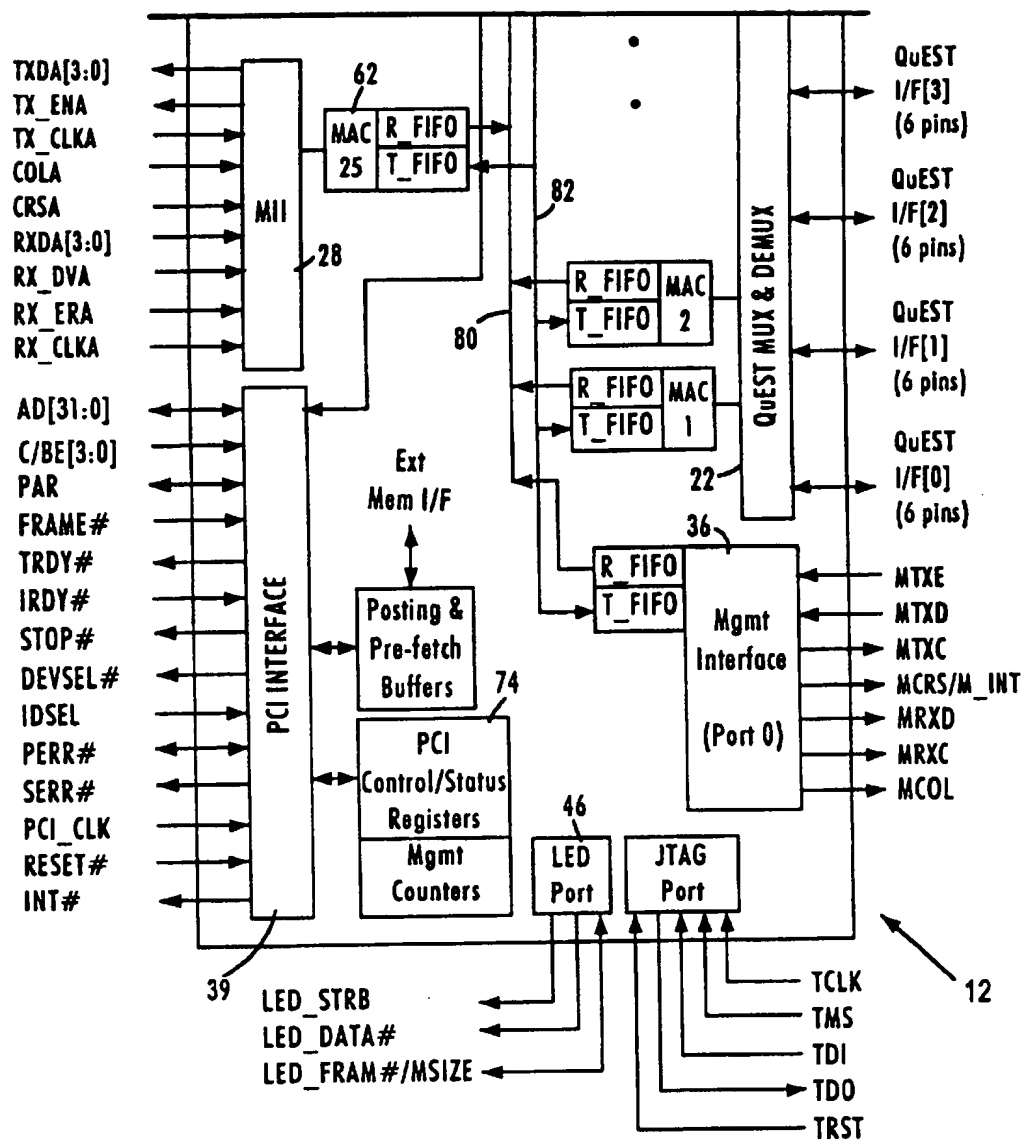 TXDA[3:0]
TX_ENA
TX_CLKA
COLA
CRSA
RXDA[3:0]
RX_DVA
RX_ERA
RX_CLKA
MII
28
62
MAC
25
R_FIFO
T_FIFO
82
80
R_FIFO
T_FIFO
MAC
2
R_FIFO
T_FIFO
MAC
1
QuEST MUX & DEMUX
22
QuEST
I/F[3]
(6 pins)
QuEST
I/F[2]
(6 pins)
QuEST
I/F[1]
(6 pins)
QuEST
I/F[0]
(6 pins)
AD[31:0]
C/BE[3:0]
PAR
FRAME#
TRDY#
IRDY#
STOP#
DEVSEL#
IDSEL
PERR#
SERR#
PCI_CLK
RESET#
INT#
PCI INTERFACE
39
Ext
Mem I/F
Posting &
Pre-fetch
Buffers
74
PCI
Control/Status
Registers
Mgmt
Counters
36
R_FIFO
T_FIFO
Mgmt
Interface
(Port 0)
MTXE
MTXD
MTXC
MCRS/M_INT
MRXD
MRXC
MCOL
46
LED
Port
JTAG
Port
12
LED_STRB
LED_DATA#
LED_FRAM#/MSIZE
TCLK
TMS
TDI
TDO
TRST